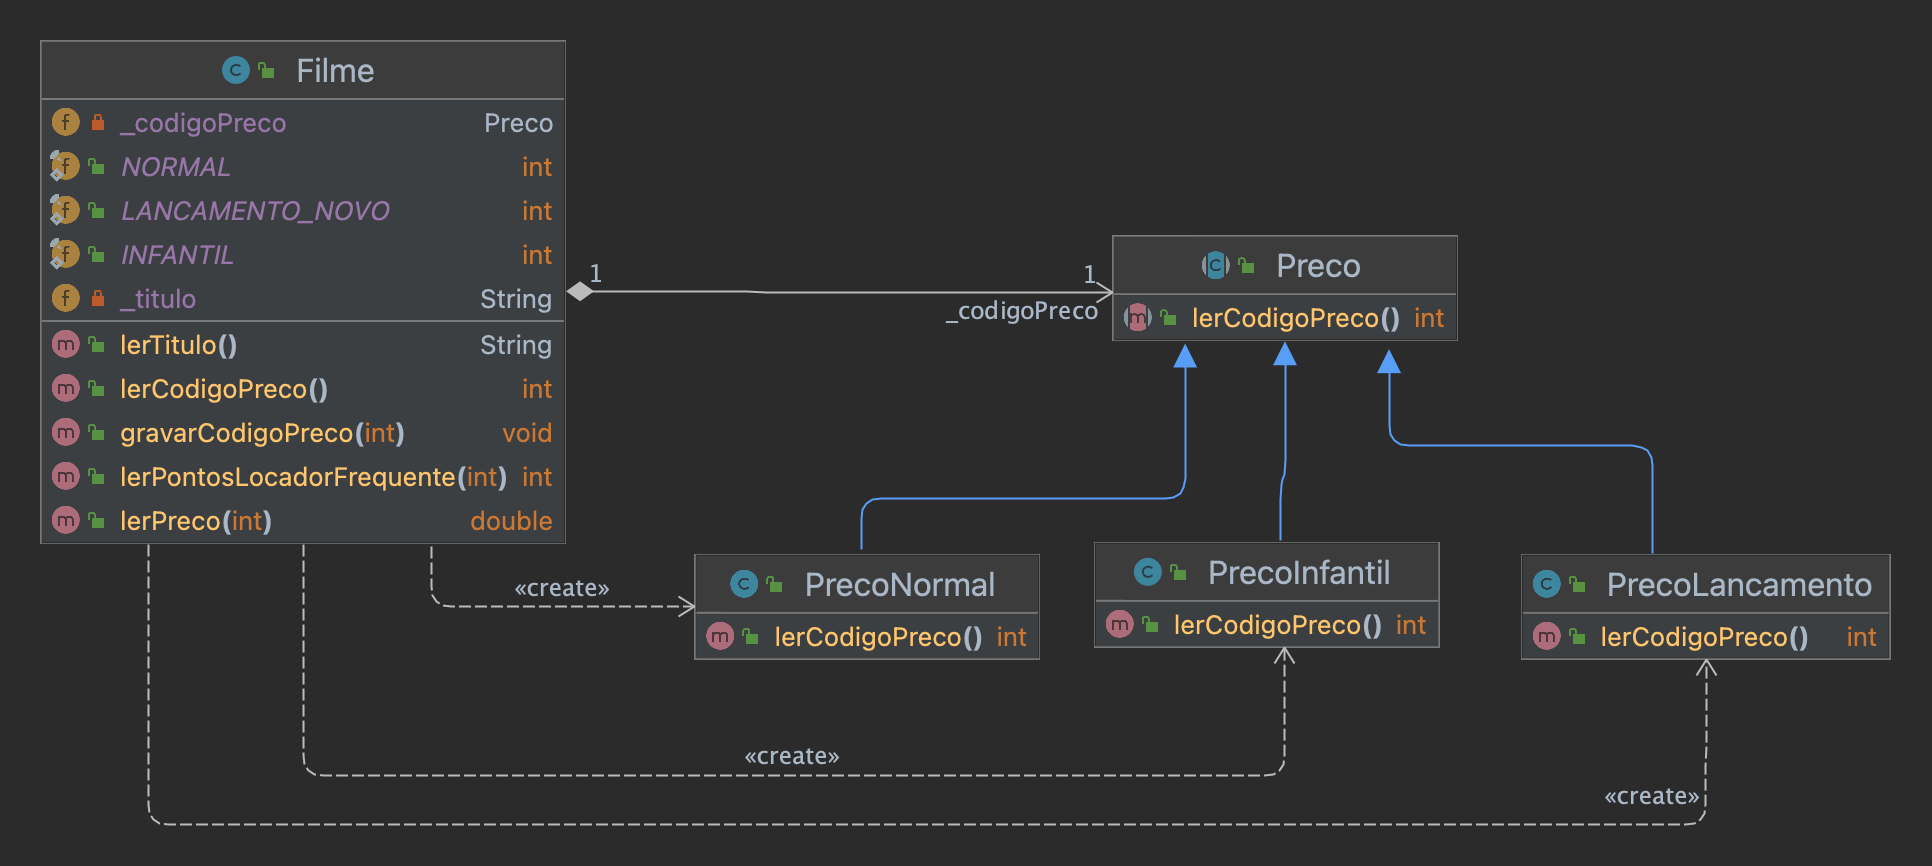 Filme
_codigoPreco Preco
NORMAL int
LANCAMENTO_NOVO int
INFANTIL int
_titulo String
lerTitulo() String
lerCodigoPreco() int
gravarCodigoPreco(int) void
lerPontosLocadorFrequente(int) int
lerPreco(int) double
1
1
_codigoPreco
Preco
lerCodigoPreco() int
«create»
PrecoNormal
lerCodigoPreco() int
PrecoInfantil
lerCodigoPreco() int
PrecoLancamento
lerCodigoPreco() int
«create»
«create»